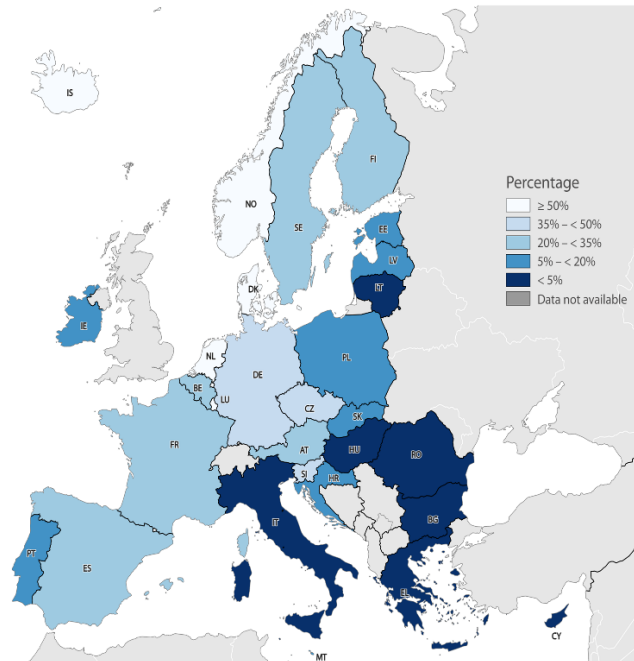 IS
FI
NO
SE
Percentage
≥ 50%
35% – < 50%
20% – < 35%
5% – < 20%
< 5%
Data not available
EE
LV
LT
DK
IE
NL
PL
DE
BE
LU
CZ
SK
FR
AT
HU
RO
SI
HR
IT
BG
PT
ES
EL
CY
MT